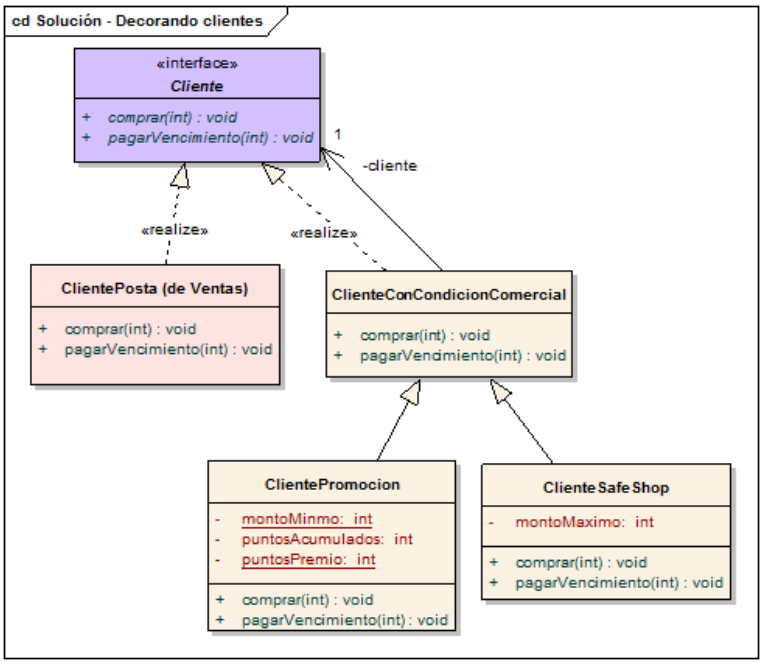 cd Solución - Decorando clientes
«interface»
Cliente
+ comprar(int) : void
+ pagarVencimiento(int) : void
1
-cliente
«realize»
«realize»
ClientePosta (de Ventas)
+ comprar(int) : void
+ pagarVencimiento(int) : void
ClienteConCondicionComercial
+ comprar(int) : void
+ pagarVencimiento(int) : void
ClientePromocion
- montoMinmo: int
- puntosAcumulados: int
- puntosPremio: int
+ comprar(int) : void
+ pagarVencimiento(int) : void
ClienteSafeShop
- montoMaximo: int
+ comprar(int) : void
+ pagarVencimiento(int) : void